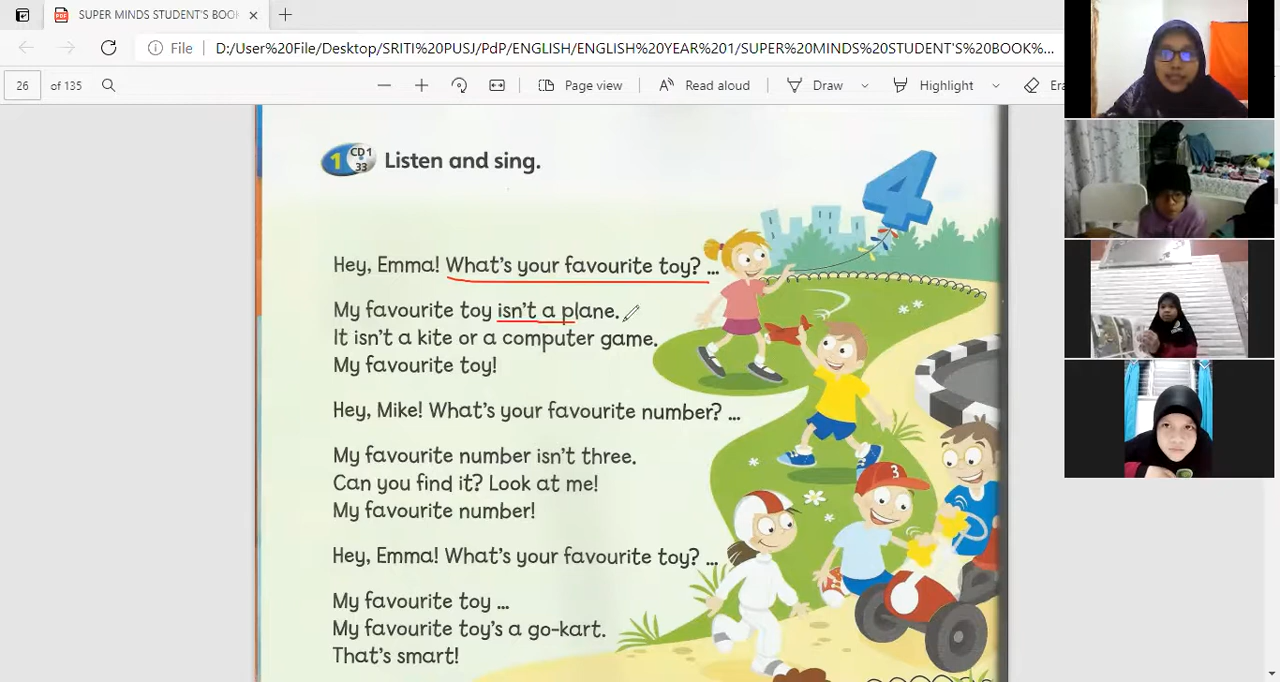 SUPER MINDS STUDENT'S BOO
File
D:/User%20File/Desktop/SRITI%20PUSJ/PdP/ENGLISH/ENGLISH%20YEAR%201/SUPER%20MINDS%20STUDENT'S%20BOOK%20...
26 of 135
Page view
Read aloud
Draw
Highlight
Era
1 CD1 33 Listen and sing.
4
Hey, Emma! What's your favourite toy? ...
My favourite toy isn't a plane.
It isn't a kite or a computer game.
My favourite toy!
Hey, Mike! What's your favourite number? ...
My favourite number isn't three.
Can you find it? Look at me!
My favourite number!
3
Hey, Emma! What's your favourite toy? ...
My favourite toy ...
My favourite toy's a go-kart.
That's smart!